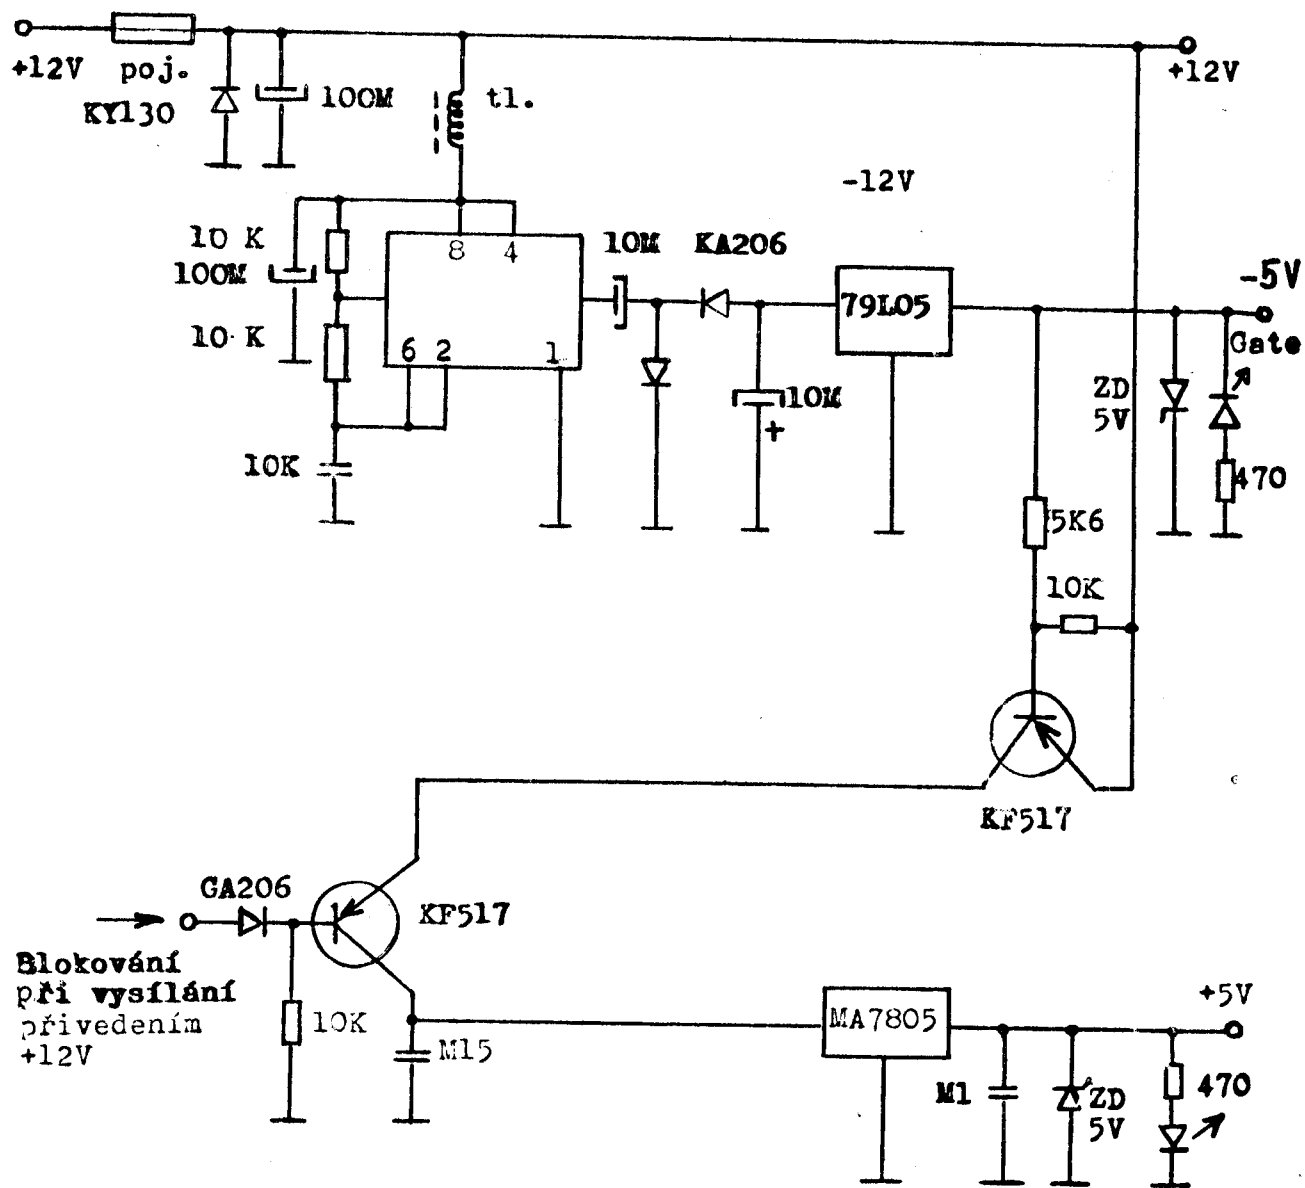 +12V
poj.
KY130
100M
tl.
+12V
-12V
10 K
100M
8
4
10M
KA206
79L05
-5V
Gate
10 K
6
2
1
10M
+
ZD
5V
470
10K
5K6
10K
KF517
GA206
KF517
Blokování
při vysílání
přivedením
+12V
10K
M15
MA7805
+5V
M1
ZD
5V
470